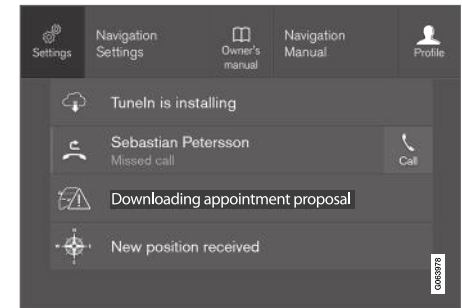 Settings
Navigation
Settings
Owner's
manual
Navigation
Manual
Profile
TuneIn is installing
Sebastian Petersson
Missed call
Call
Downloading appointment proposal
New position received
G063978